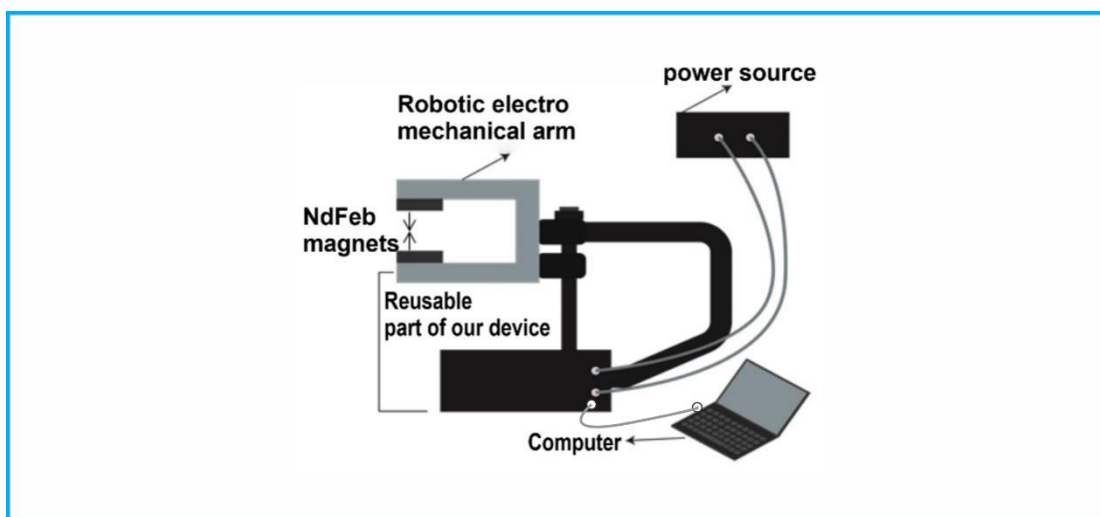 power source
Robotic electro
mechanical arm
NdFeb
magnets
Reusable
part of our device
Computer